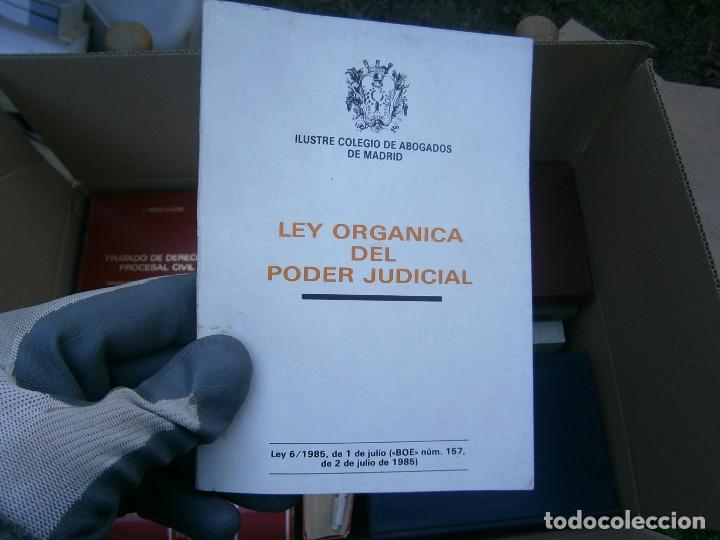 ILUSTRE COLEGIO DE ABOGADOS
DE MADRID
LEY ORGANICA
DEL
PODER JUDICIAL
Ley 6/1985, de 1 de julio («BOE» núm. 157,
de 2 de julio de 1985)
TRATADO DE DERECH
PROCESAL CIVIL
todocoleccion